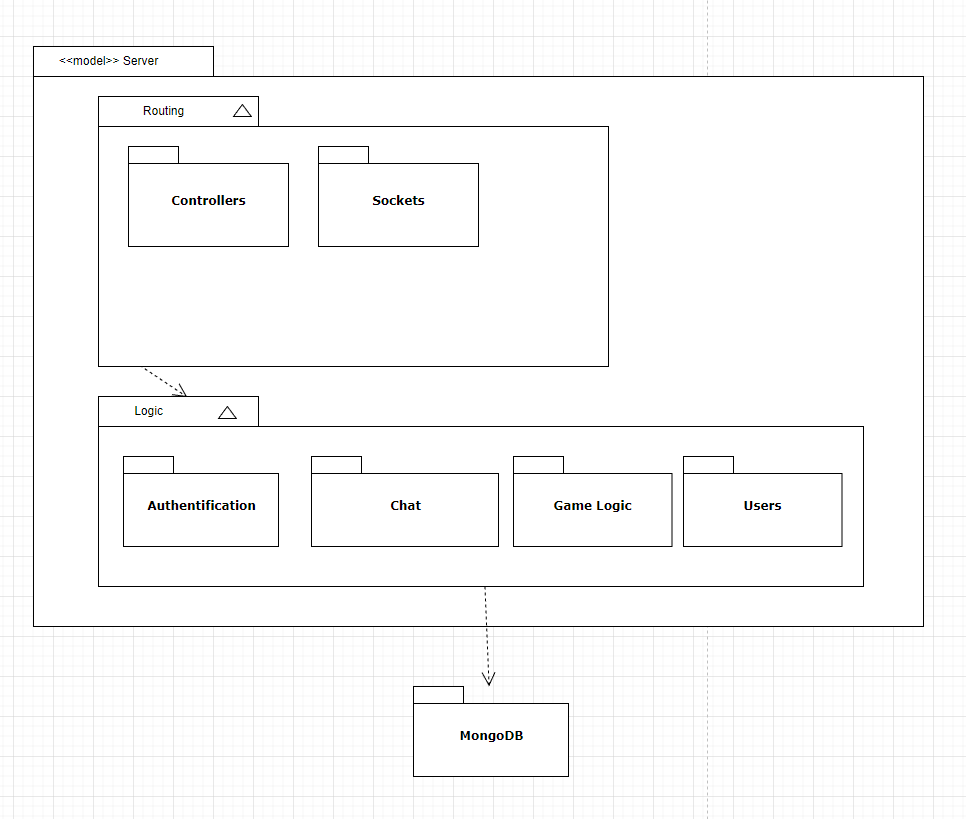 <<model>> Server
Routing
Controllers
Sockets
Logic
Authentification
Chat
Game Logic
Users
MongoDB